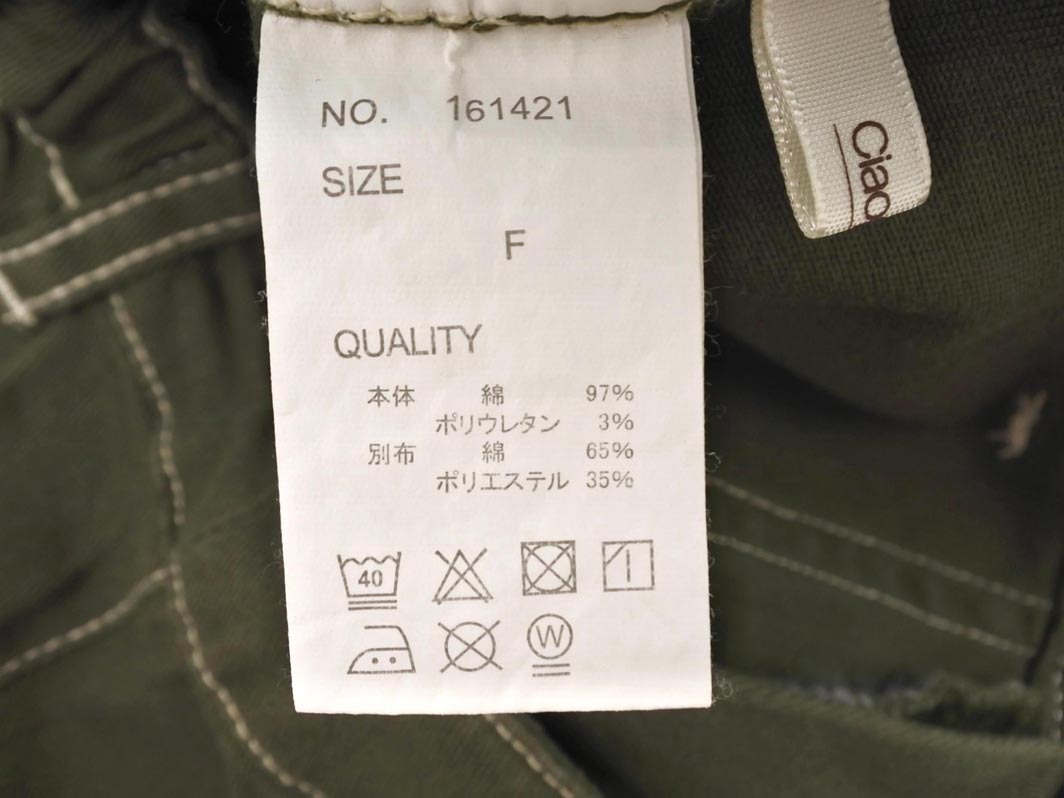 NO. 161421
SIZE
F
QUALITY
本体 綿 97%
ポリウレタン 3%
別布 綿 65%
ポリエステル 35%
40
W
Ciao